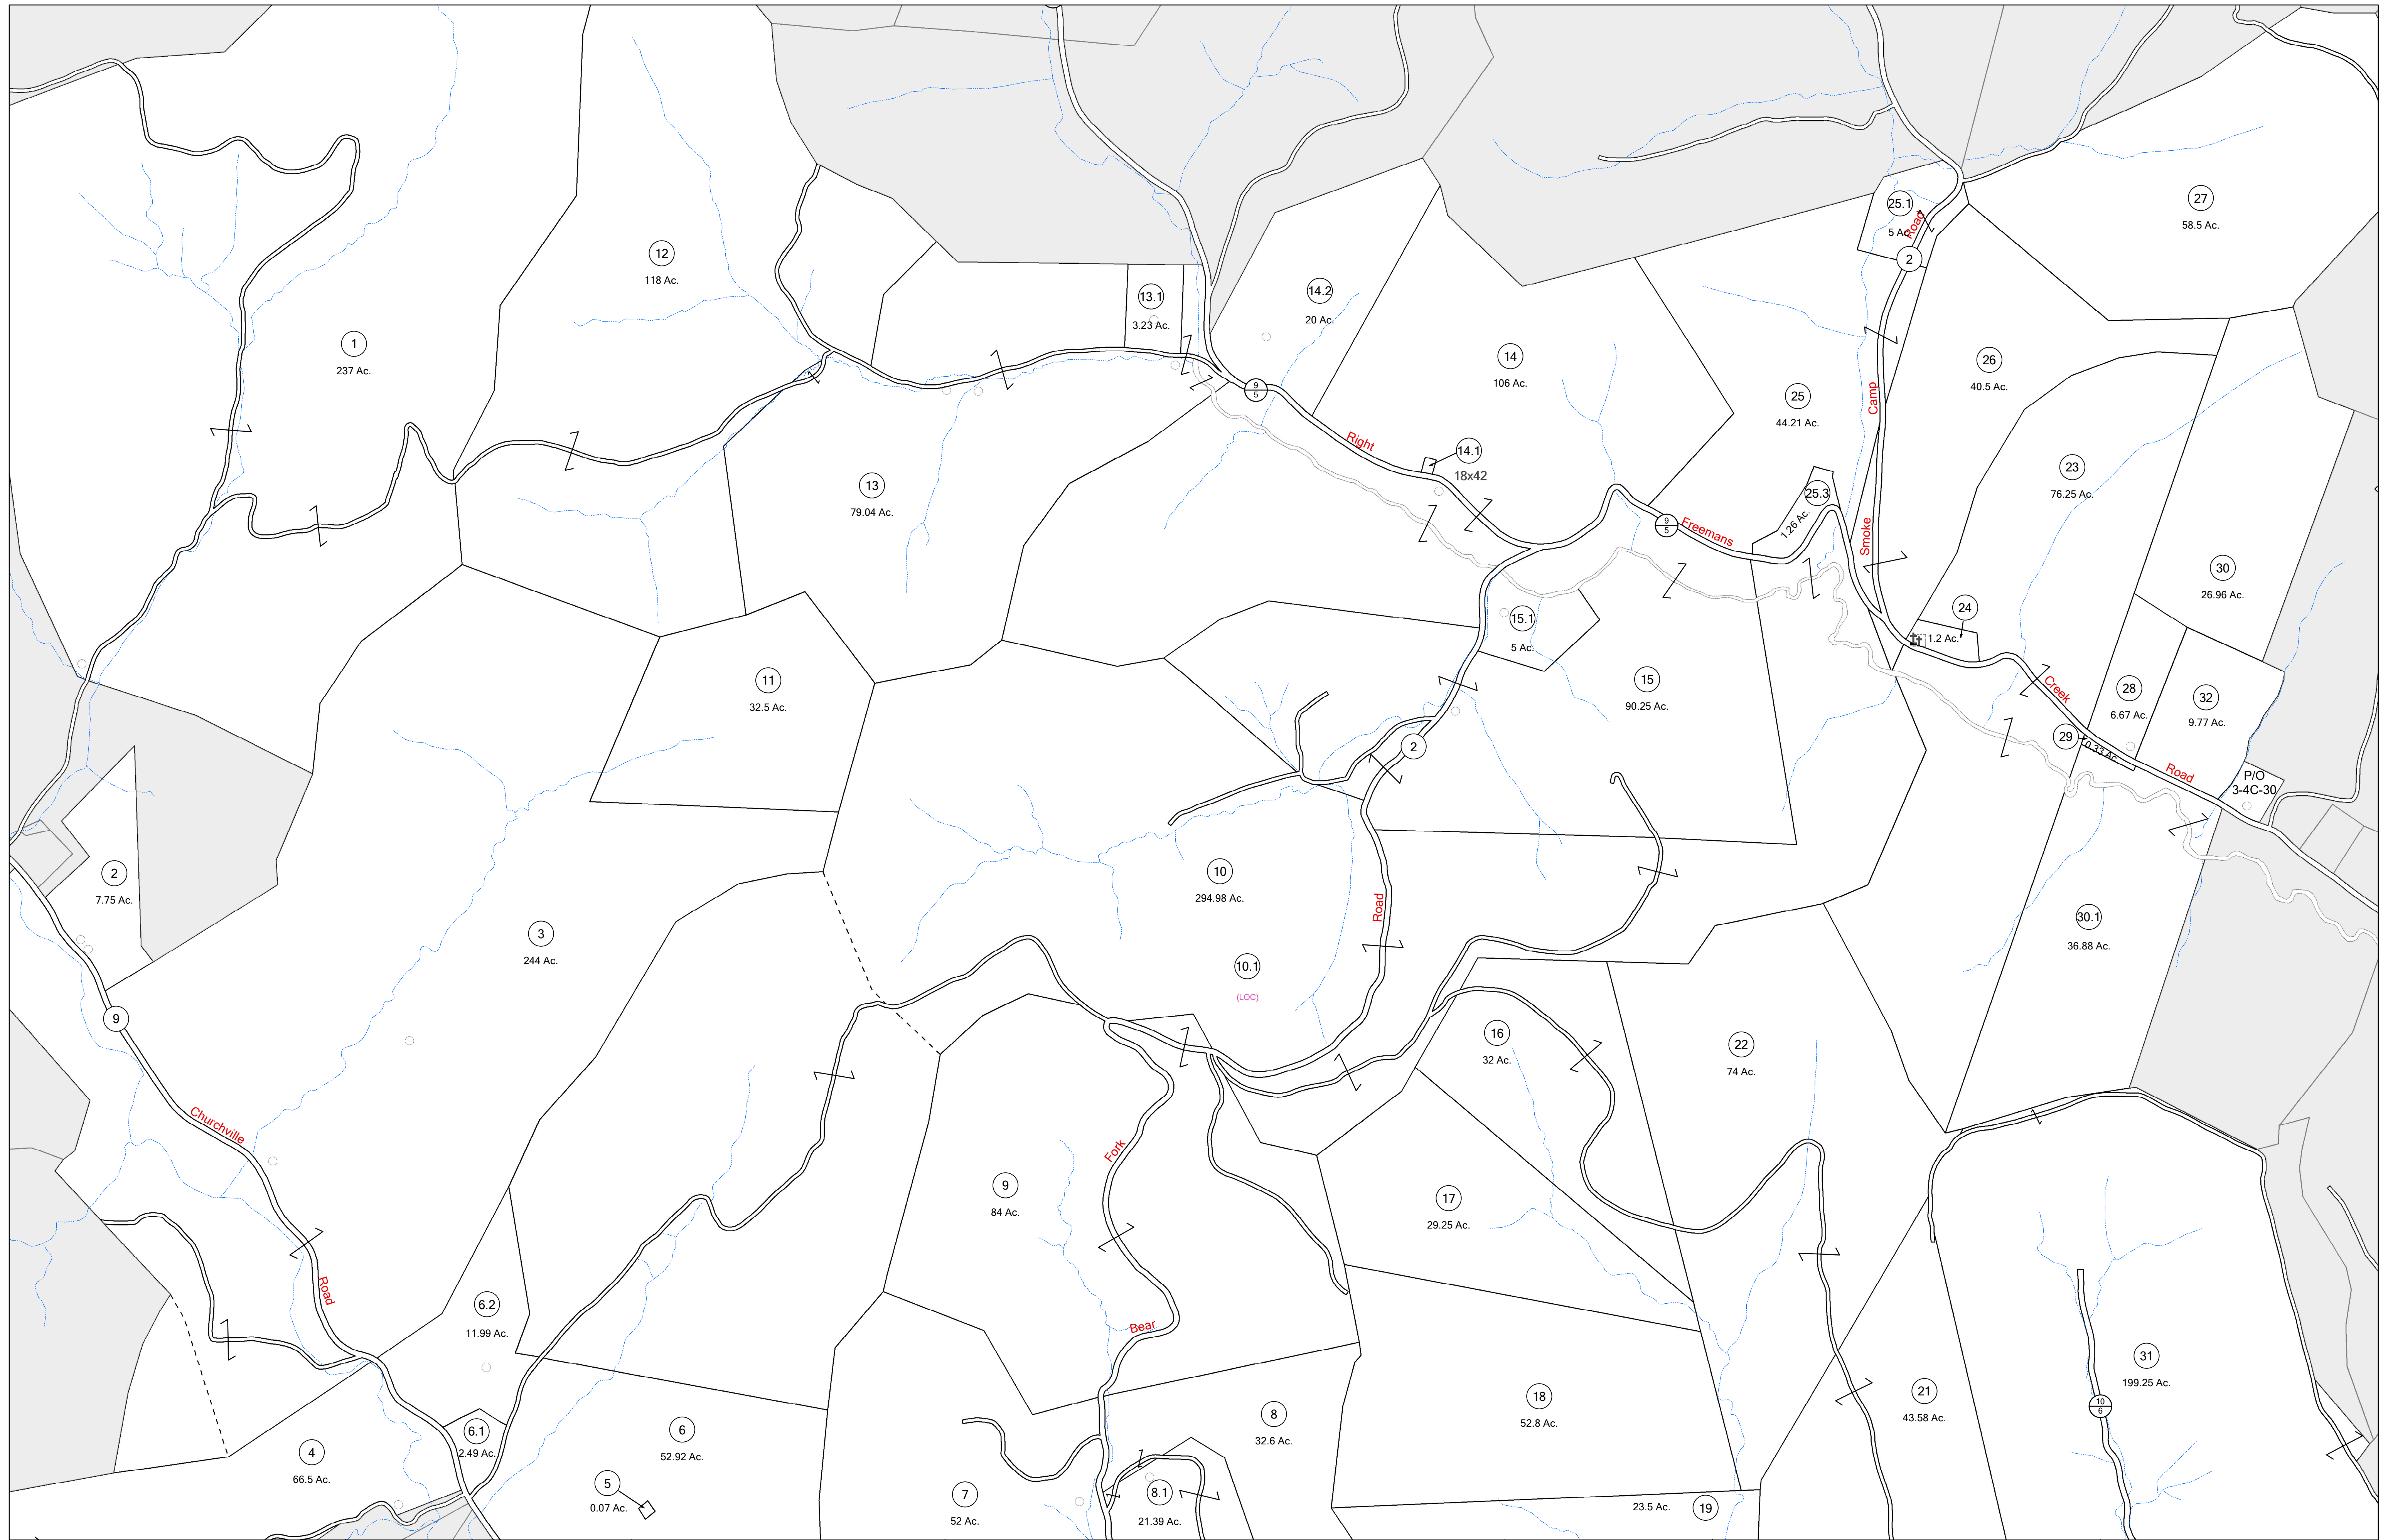 27
58.5 Ac.
25.1
5 Ac.
Road
2
12
118 Ac.
13.1
3.23 Ac.
14.2
20 Ac.
1
237 Ac.
14
106 Ac.
26
40.5 Ac.
9
5
25
44.21 Ac.
Camp
Right
14.1
18x42
23
76.25 Ac.
13
79.04 Ac.
25.3
1.26 Ac.
9
5
Freemans
Smoke
30
26.96 Ac.
24
1.2 Ac.
15.1
5 Ac.
11
32.5 Ac.
15
90.25 Ac.
Creek
28
6.67 Ac.
32
9.77 Ac.
29
0.33 Ac.
2
Road
P/O
3-4C-30
2
7.75 Ac.
10
294.98 Ac.
Road
3
244 Ac.
30.1
36.88 Ac.
10.1
(LOC)
9
16
32 Ac.
22
74 Ac.
Churchville
Fork
9
84 Ac.
17
29.25 Ac.
Road
6.2
11.99 Ac.
Bear
31
199.25 Ac.
18
52.8 Ac.
21
43.58 Ac.
10
6
8
32.6 Ac.
6.1
2.49 Ac.
6
52.92 Ac.
4
66.5 Ac.
5
0.07 Ac.
7
52 Ac.
8.1
21.39 Ac.
23.5 Ac.
19